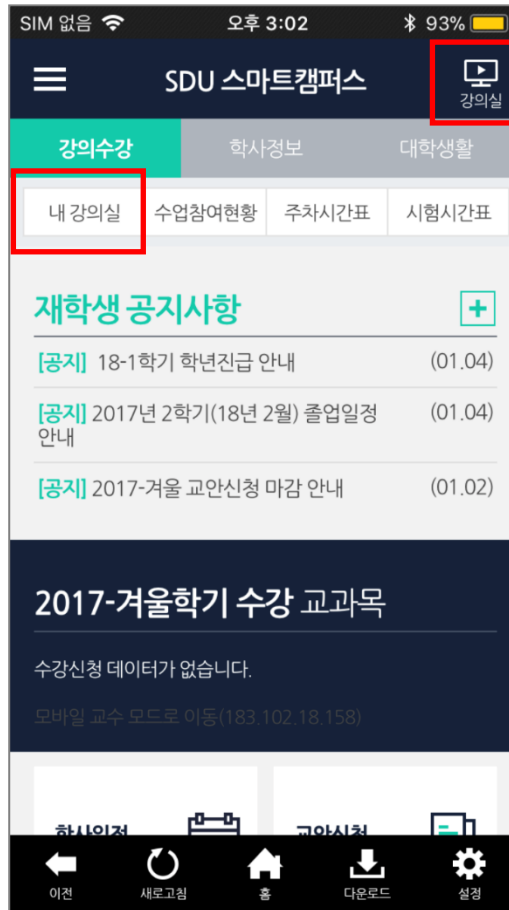 SIM 없음 오후 3:02 93%
SDU 스마트캠퍼스
강의실
강의수강 학사정보 대학생활
내 강의실 수업참여현황 주차시간표 시험시간표
재학생 공지사항
[공지] 18-1학기 학년진급 안내 (01.04)
[공지] 2017년 2학기(18년 2월) 졸업일정 (01.04)
안내
[공지] 2017-겨울 교안신청 마감 안내 (01.02)
2017-겨울학기 수강 교과목
수강신청 데이터가 없습니다.
모바일 교수 모드로 이동(183.102.18.158)
학사일정 교안신청
이전 새로고침 홈 다운로드 설정